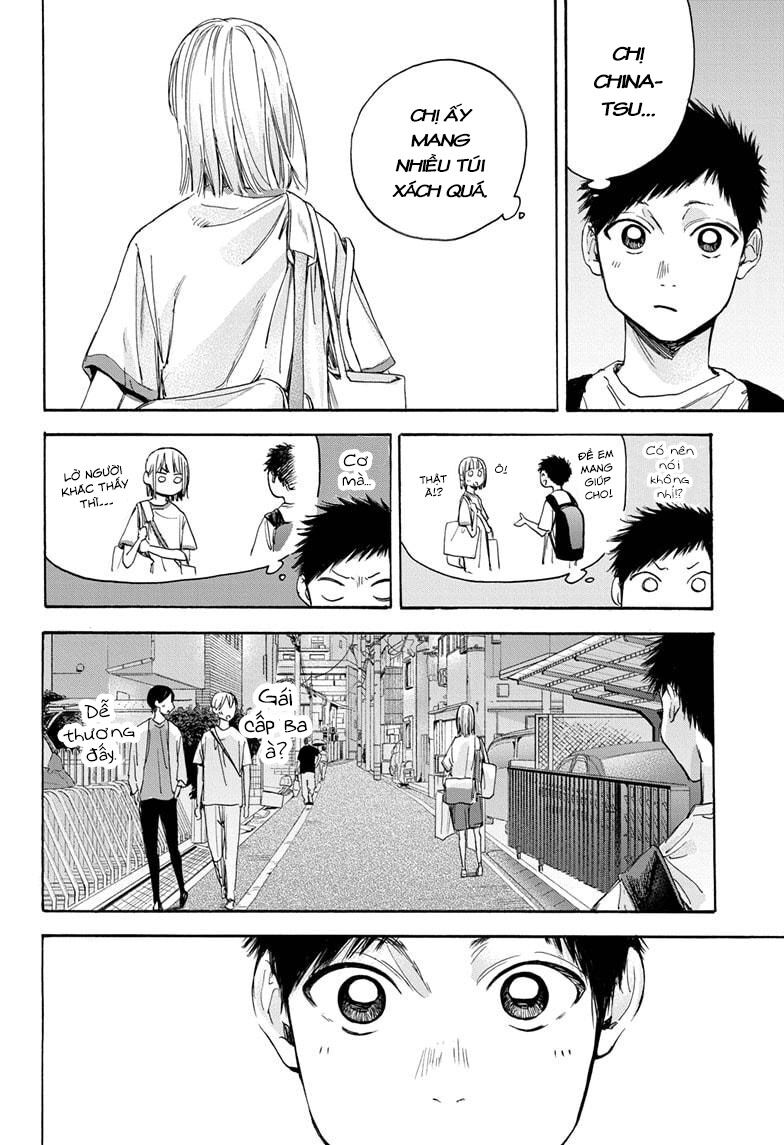 CHỊ
CHINA-
TSU...
CHỊ ẤY
MANG
NHIỀU TÚI
XÁCH QUÁ.
Có nên
nói
không
nhỉ!?
ĐỂ EM
MANG
GIÚP
CHO!
Ô!
THẬT
À!?
Cơ
mà...
LỠ NGƯỜI
KHÁC THẤY
THÌ...
Gái
cấp ba
à?
Dễ
thương
đấy.